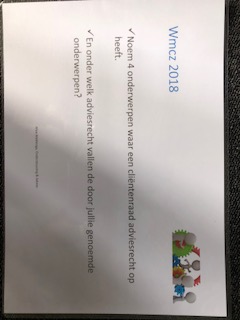 Wmcz 2018
✓ Noem 4 onderwerpen waar een cliëntenraad adviesrecht op
heeft.
✓ En onder welk adviesrecht vallen de door jullie genoemde
onderwerpen?